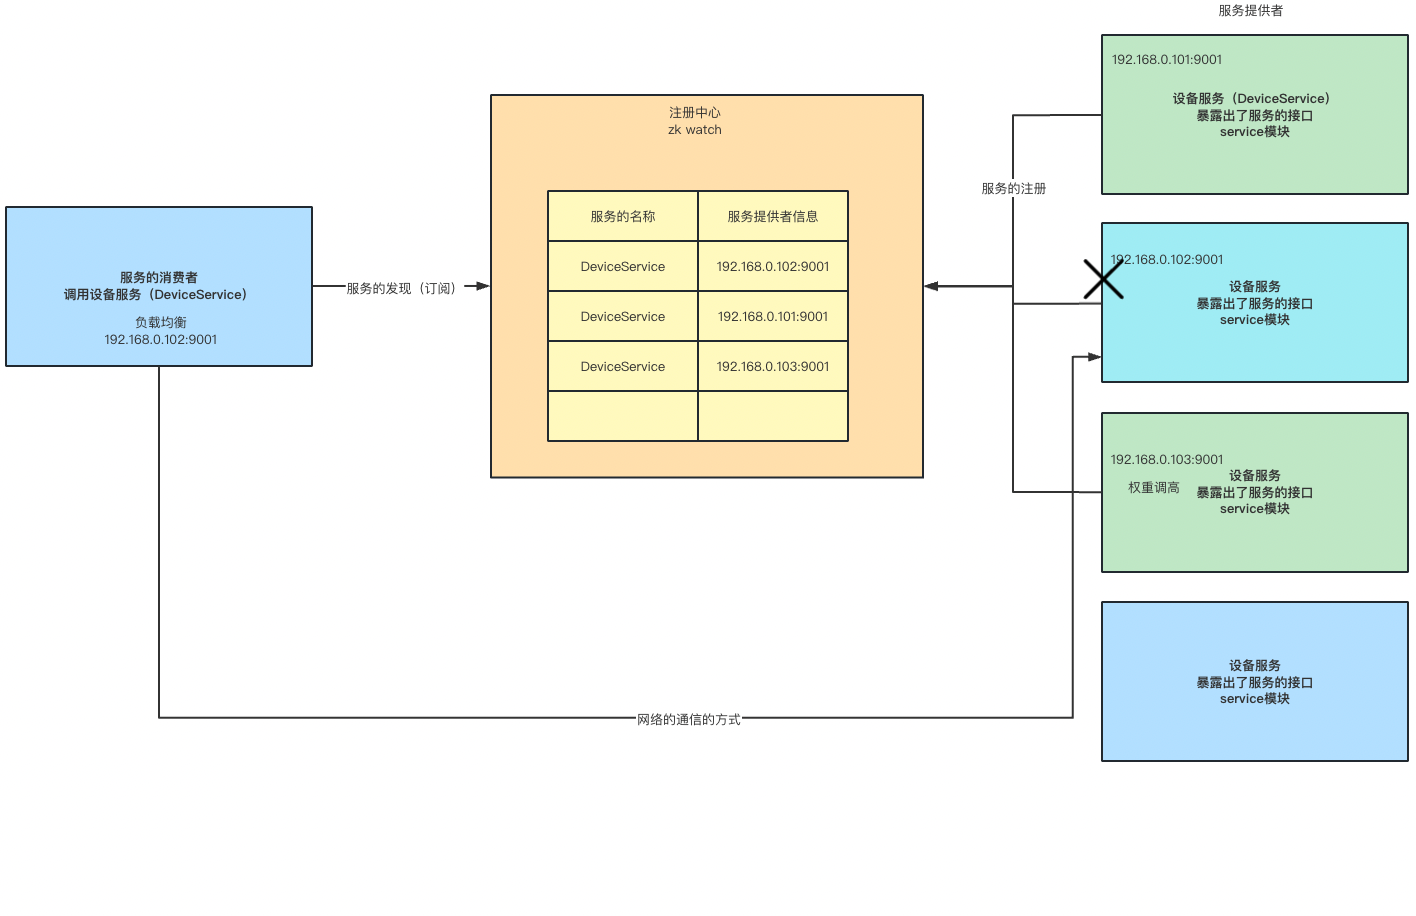 服务提供者
192.168.0.101:9001
设备服务（DeviceService）
暴露出了服务的接口
service模块
注册中心
zk watch
服务的注册
服务的名称
服务提供者信息
DeviceService
192.168.0.102:9001
DeviceService
192.168.0.101:9001
DeviceService
192.168.0.103:9001
服务的消费者
调用设备服务（DeviceService）
负载均衡
192.168.0.102:9001
服务的发现（订阅）
192.168.0.102:9001
设备服务
暴露出了服务的接口
service模块
192.168.0.103:9001
设备服务
权重调高
暴露出了服务的接口
service模块
设备服务
暴露出了服务的接口
service模块
网络的通信的方式